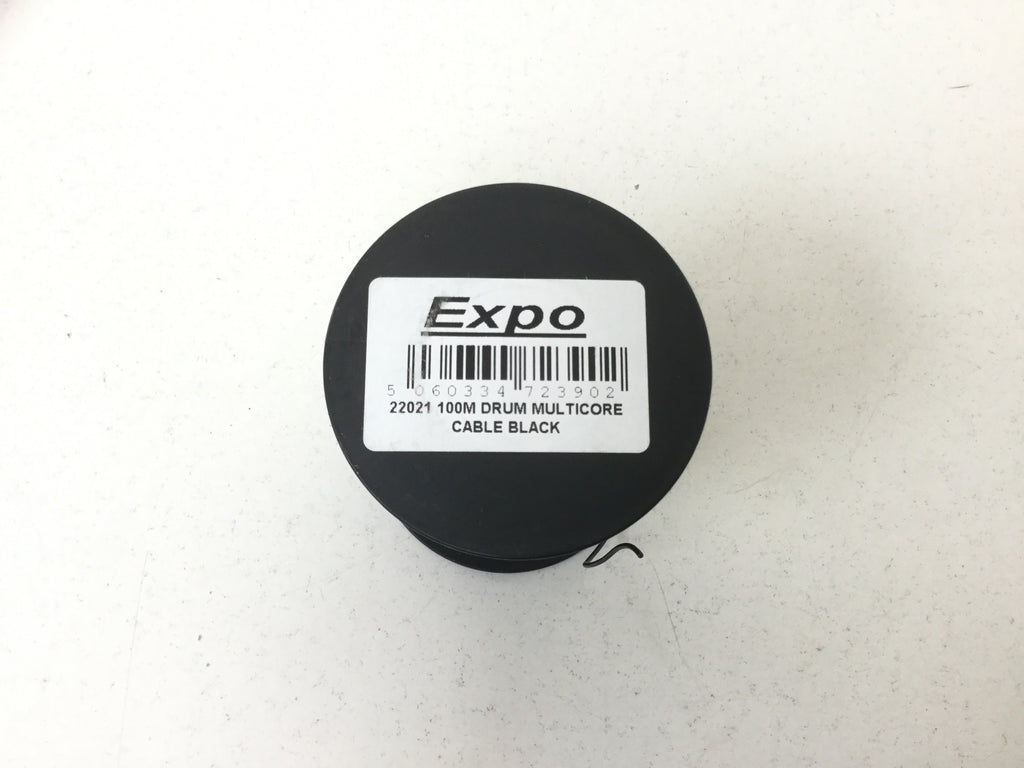 Expo
5 060334 723902
22021 100M DRUM MULTICORE
CABLE BLACK